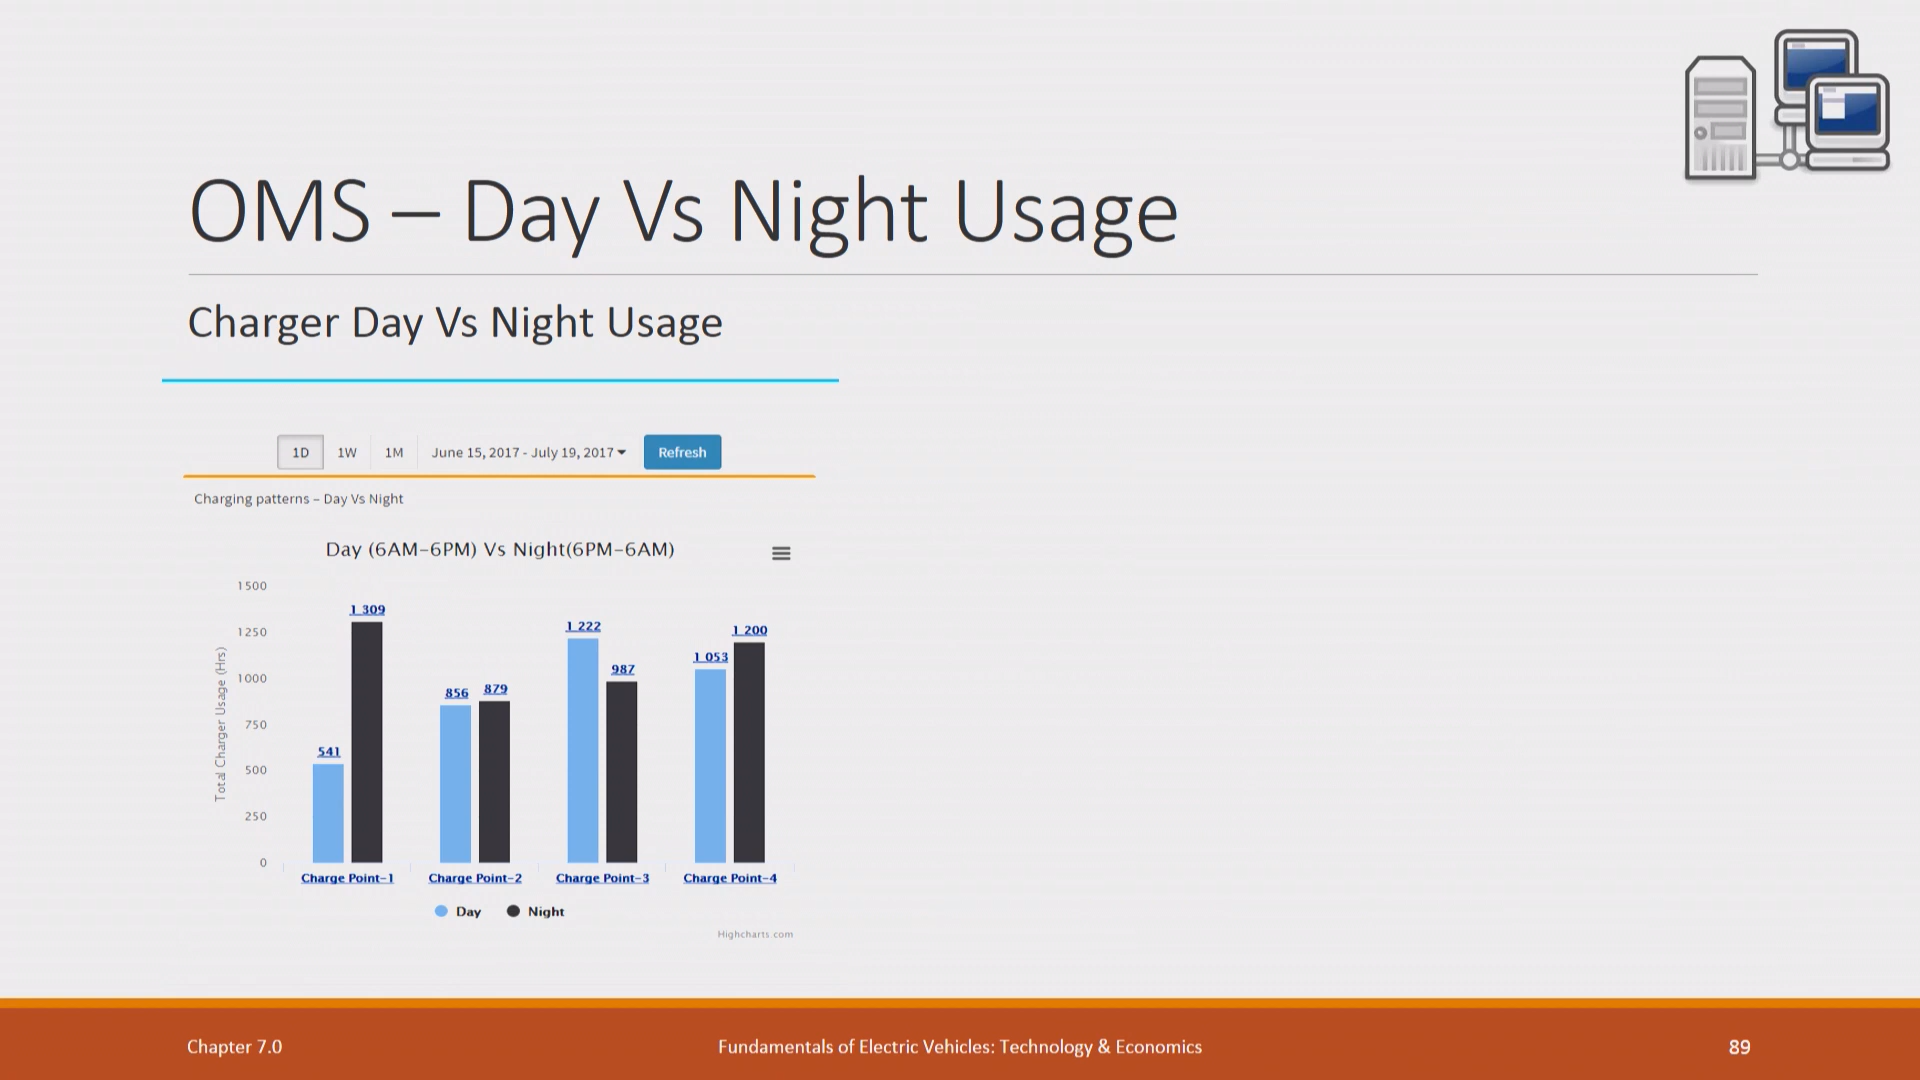 OMS – Day Vs Night Usage
Charger Day Vs Night Usage
1D 1W 1M June 15, 2017 - July 19, 2017 Refresh
Charging patterns – Day Vs Night
Day (6AM-6PM) Vs Night(6PM-6AM)
Total Charger Usage (Hrs)
1500
1250
1000
750
500
250
0
541
1 309
856
879
1 222
987
1 053
1 200
Charge Point-1 Charge Point-2 Charge Point-3 Charge Point-4
Day Night
Highcharts.com
Chapter 7.0 Fundamentals of Electric Vehicles: Technology & Economics 89